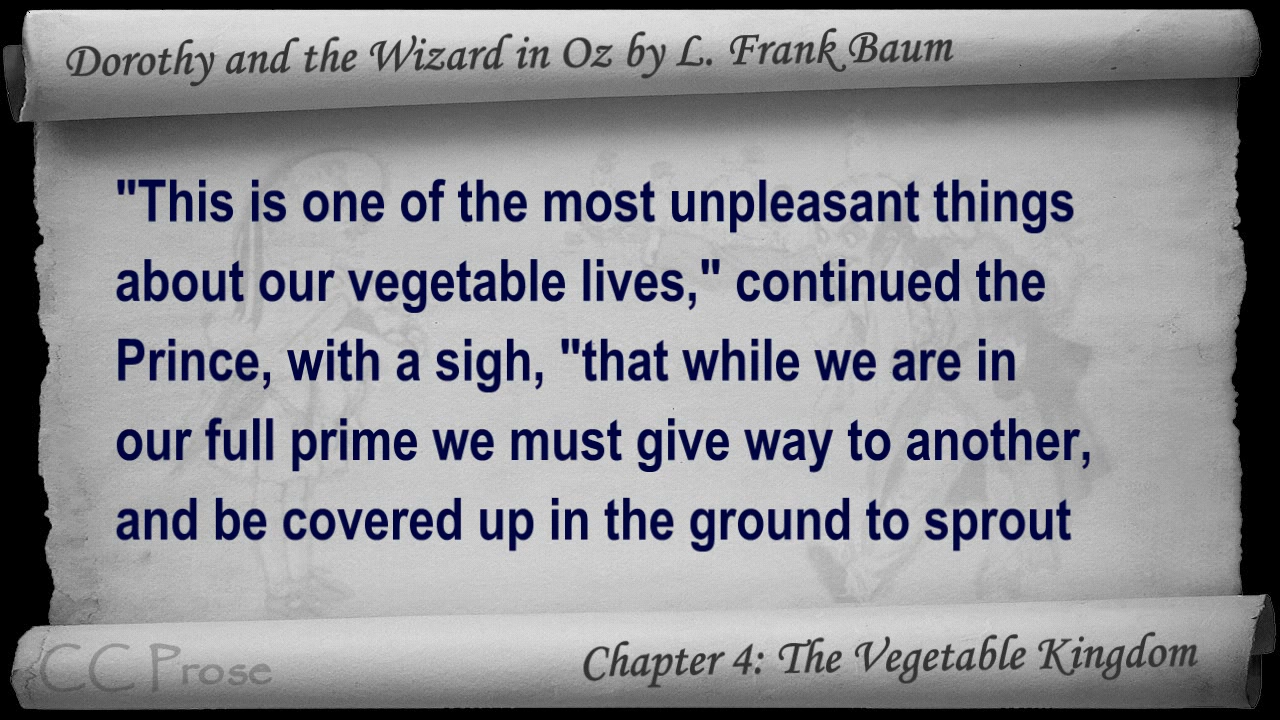 Dorothy and the Wizard in Oz by L. Frank Baum
"This is one of the most unpleasant things
about our vegetable lives," continued the
Prince, with a sigh, "that while we are in
our full prime we must give way to another,
and be covered up in the ground to sprout
CC Prose
Chapter 4: The Vegetable Kingdom